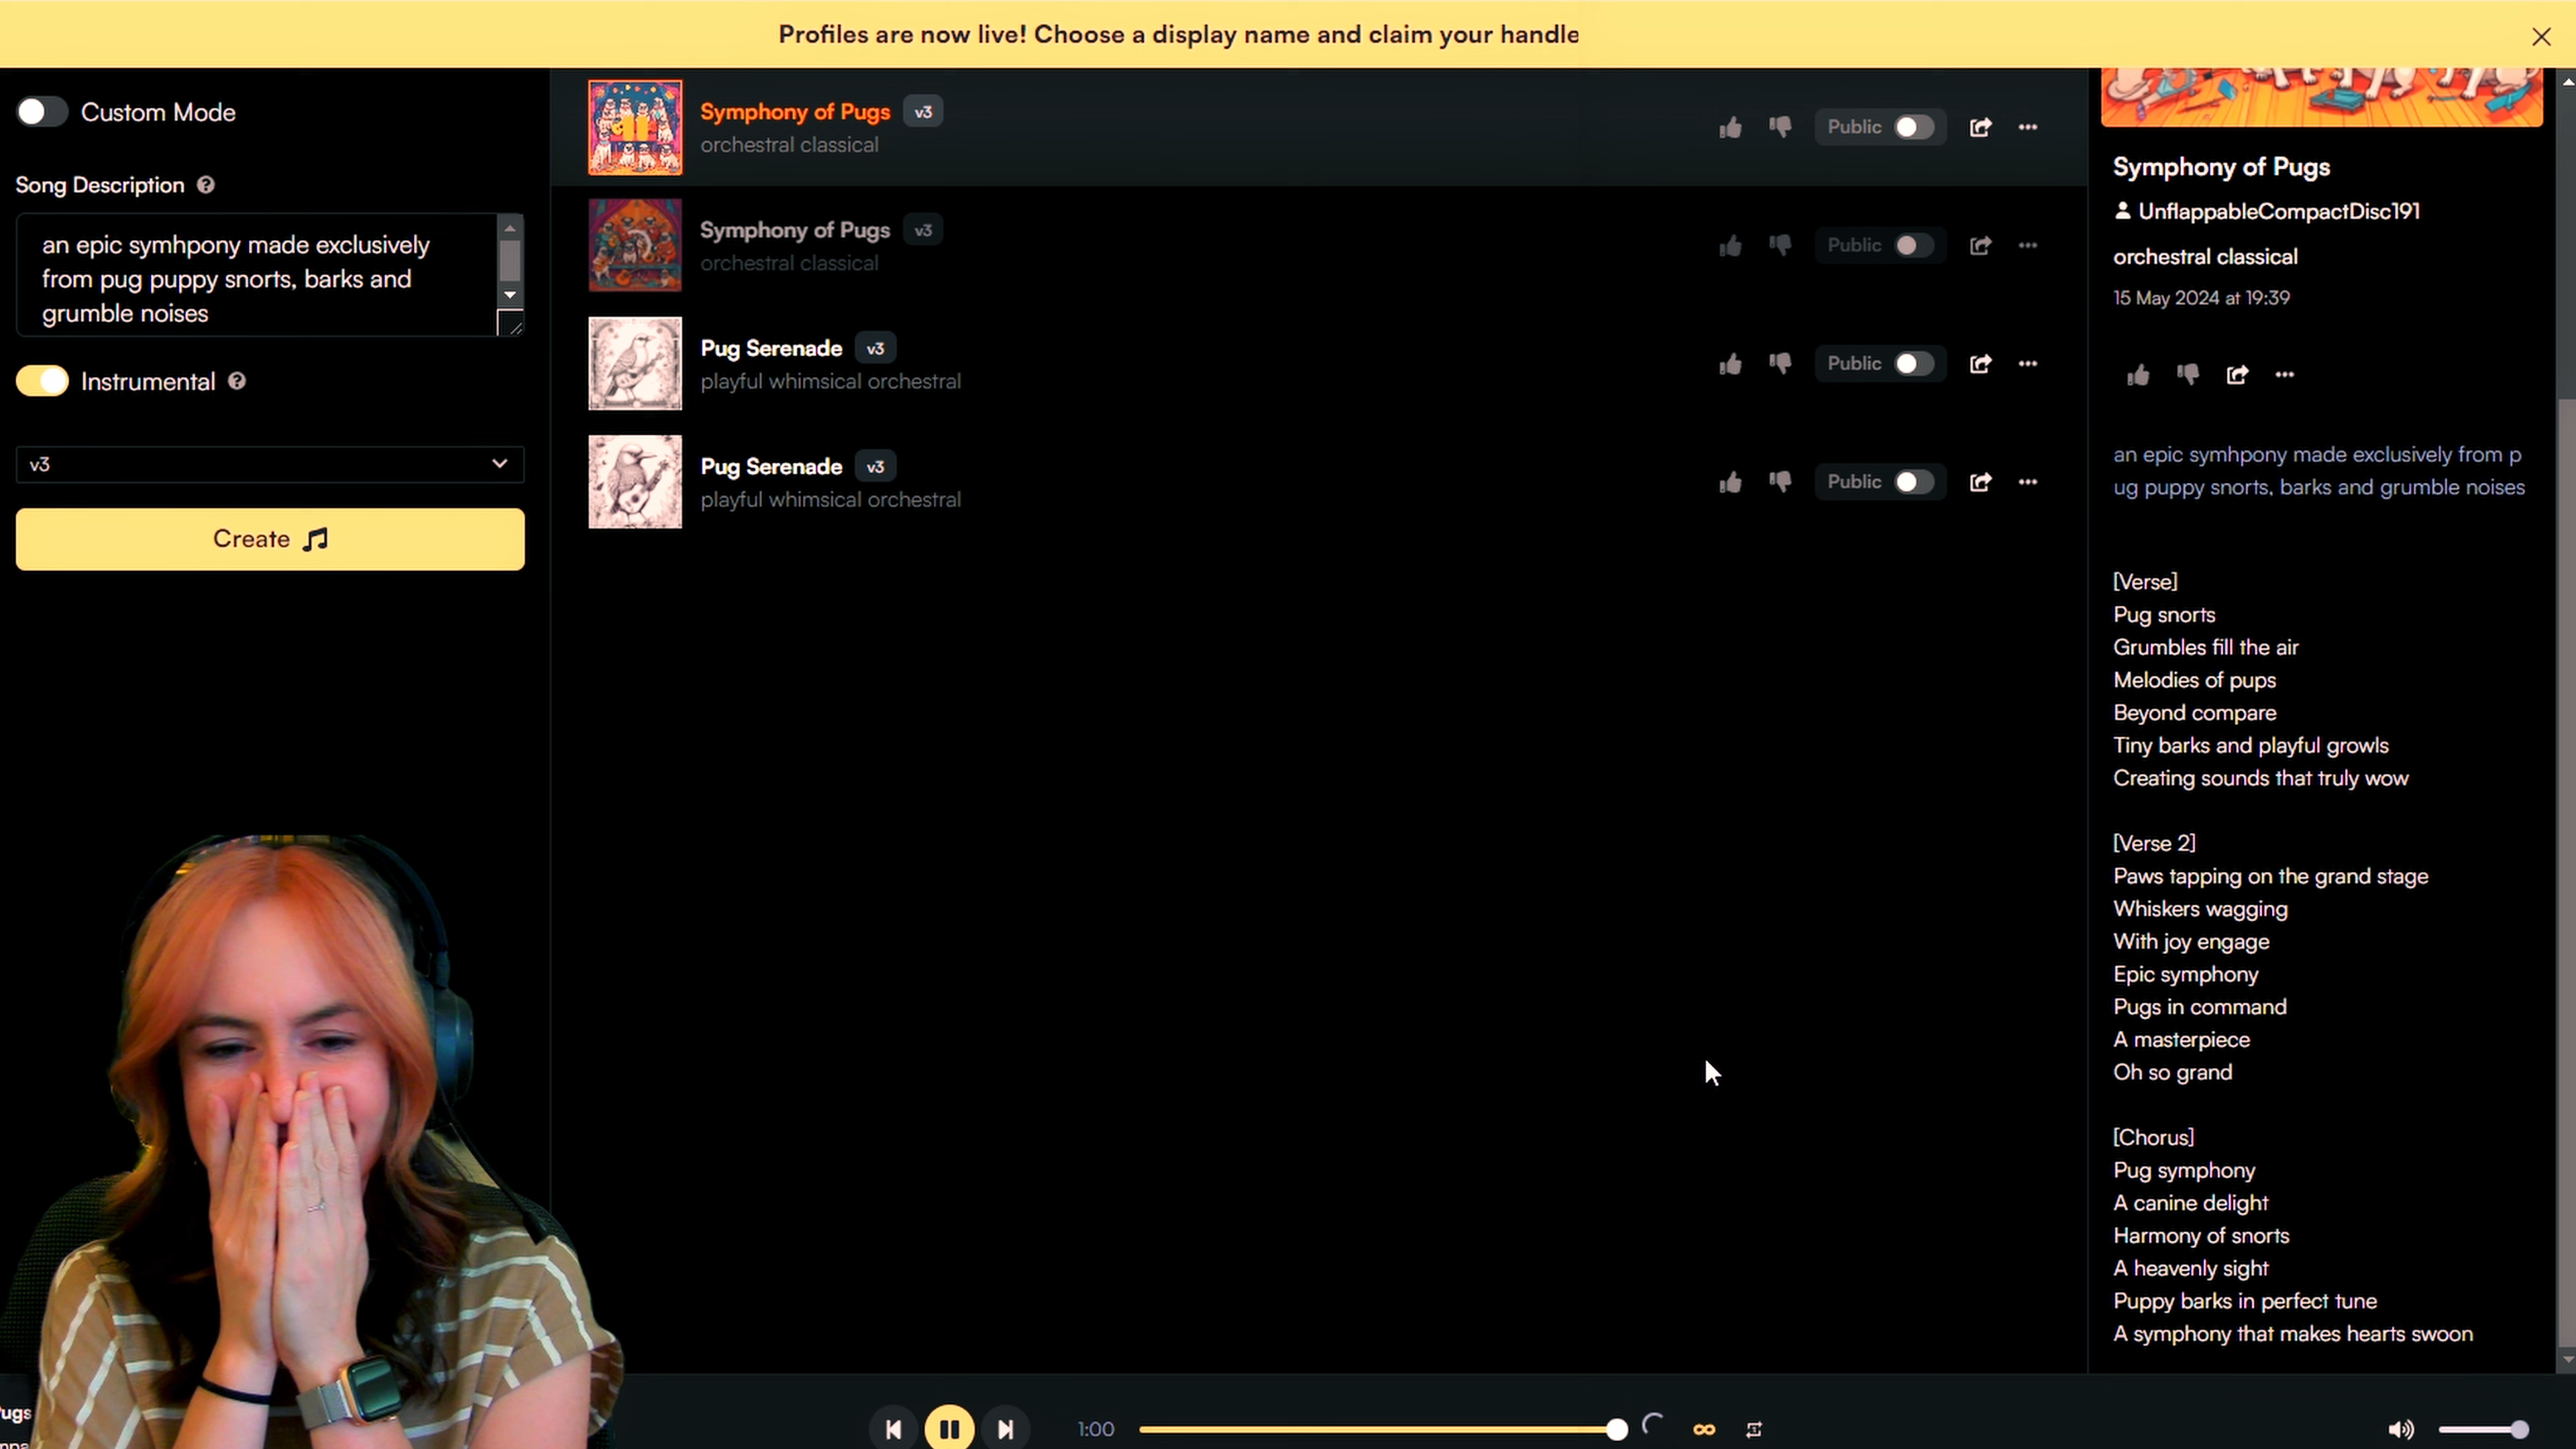 Profiles are now live! Choose a display name and claim your handle
Custom Mode
Song Description
an epic symhpony made exclusively
from pug puppy snorts, barks and
grumble noises
Instrumental
v3
Create
Symphony of Pugs v3
orchestral classical
Public
Symphony of Pugs v3
orchestral classical
Public
Pug Serenade v3
playful whimsical orchestral
Public
Pug Serenade v3
playful whimsical orchestral
Public
Symphony of Pugs
UnflappableCompactDisc191
orchestral classical
15 May 2024 at 19:39
an epic symhpony made exclusively from p
ug puppy snorts, barks and grumble noises
[Verse]
Pug snorts
Grumbles fill the air
Melodies of pups
Beyond compare
Tiny barks and playful growls
Creating sounds that truly wow
[Verse 2]
Paws tapping on the grand stage
Whiskers wagging
With joy engage
Epic symphony
Pugs in command
A masterpiece
Oh so grand
[Chorus]
Pug symphony
A canine delight
Harmony of snorts
A heavenly sight
Puppy barks in perfect tune
A symphony that makes hearts swoon
1:00